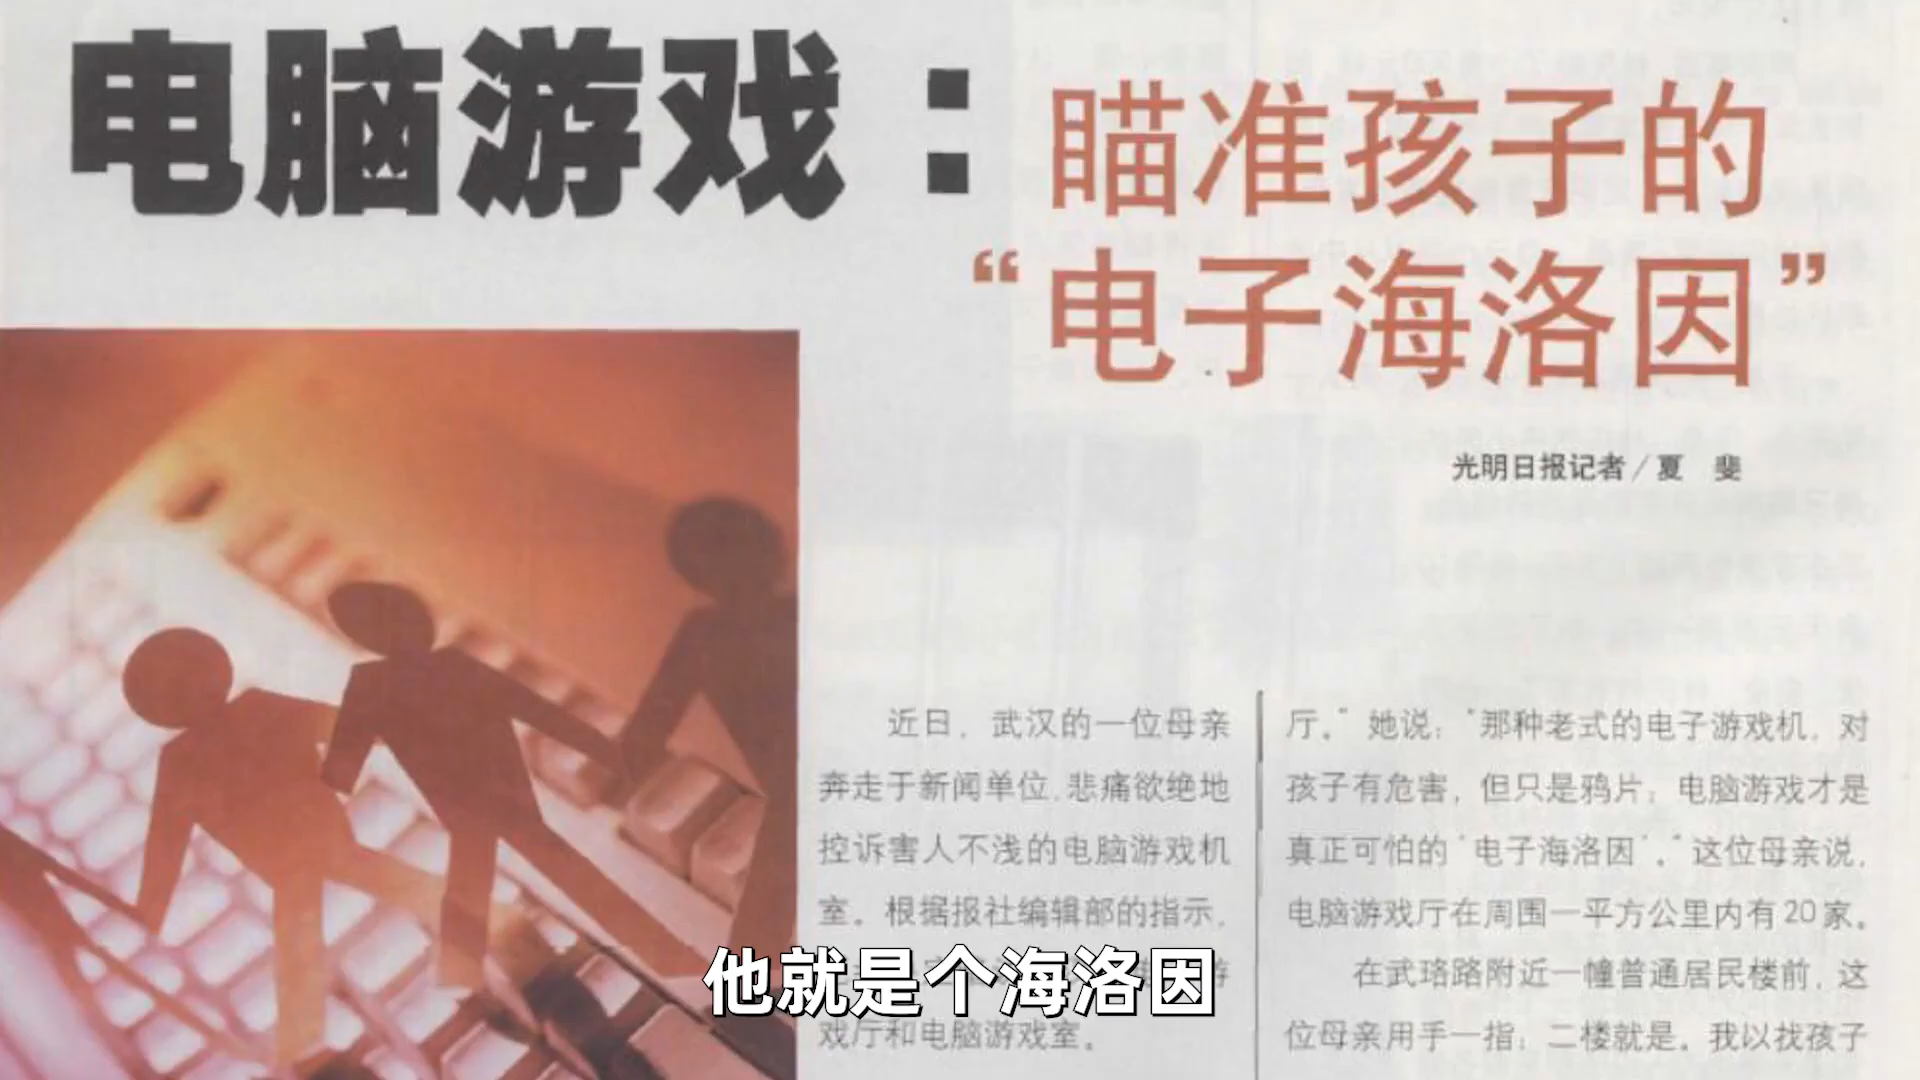 电脑游戏：瞄准孩子的
“电子海洛因”
光明日报记者／夏 斐
近日，武汉的一位母亲
奔走于新闻单位，悲痛欲绝地
控诉害人不浅的电脑游戏机
室。根据报社编辑部的指示，
游
戏厅和电脑游戏室。
厅。”她说：“那种老式的电子游戏机，对
孩子有危害，但只是鸦片；电脑游戏才是
真正可怕的‘电子海洛因’。”这位母亲说，
电脑游戏厅在周围一平方公里内有20家。
在武珞路附近一幢普通居民楼前，这
位母亲用手一指：二楼就是。我以找孩子
他就是个海洛因